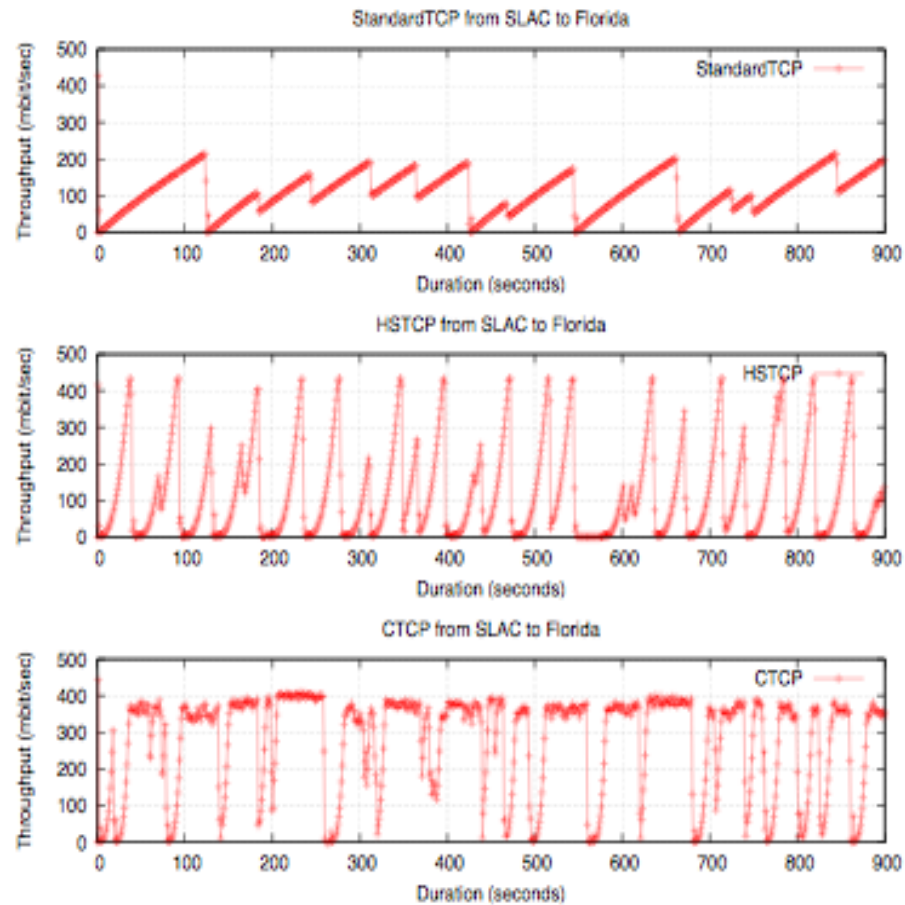 StandardTCP from SLAC to Florida
500
400
300
200
100
0
Throughput (mbit/sec)
StandardTCP
0 100 200 300 400 500 600 700 800 900
Duration (seconds)
HSTCP from SLAC to Florida
500
400
300
200
100
0
Throughput (mbit/sec)
HSTCP
0 100 200 300 400 500 600 700 800 900
Duration (seconds)
CTCP from SLAC to Florida
500
400
300
200
100
0
Throughput (mbit/sec)
CTCP
0 100 200 300 400 500 600 700 800 900
Duration (seconds)